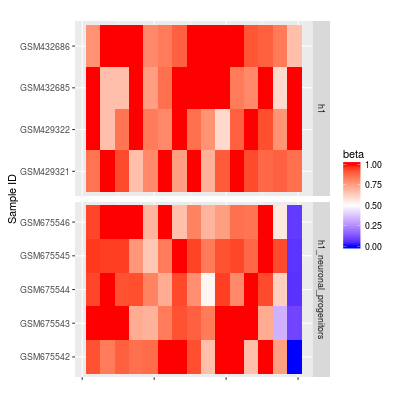 GSM432686
GSM432685
GSM429322
GSM429321
h1
GSM675546
GSM675545
GSM675544
GSM675543
GSM675542
h1_neuronal_progenitors
Sample ID
beta
1.00
0.75
0.50
0.25
0.00